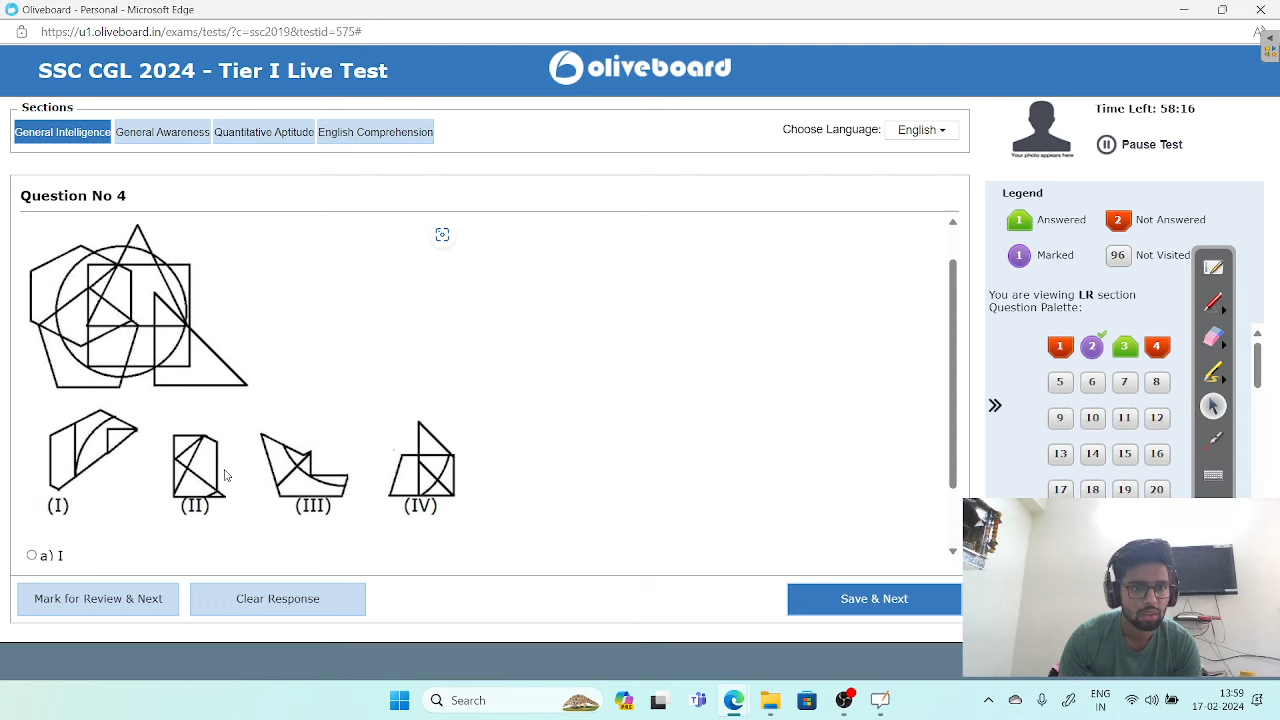 Oliveboard - Personal - Microsoft Edge
https://u1.oliveboard.in/exams/tests/?c=ssc2019&testid=575#
SSC CGL 2024 - Tier I Live Test
oliveboard
Sections
General Intelligence
General Awareness
Quantitative Aptitude
English Comprehension
Choose Language:
English
Your photo appears here
Time Left: 58:16
Pause Test
Question No 4
(I)
(II)
(III)
(IV)
a) I
Mark for Review & Next
Clear Response
Save & Next
Legend
1 Answered
2 Not Answered
1 Marked
96 Not Visited
You are viewing LR section
Question Palette:
1 2 3 4
5 6 7 8
9 10 11 12
13 14 15 16
17 18 19 20
Search
PRE
ENG
IN
13:59
17-02-2024